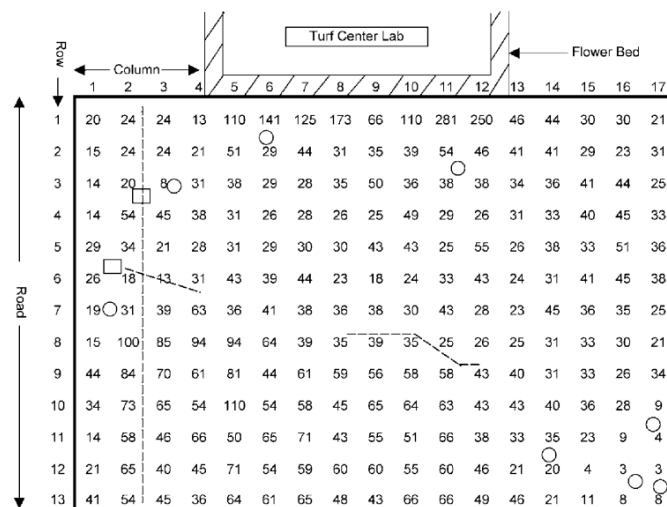 Turf Center Lab
Flower Bed
Column
Row
1 2 3 4 5 6 7 8 9 10 11 12 13 14 15 16 17
1 20 24 24 13 110 141 125 173 66 110 281 250 46 44 30 30 21
2 15 24 24 21 51 29 44 31 35 39 54 46 41 41 29 23 31
3 14 20 8 31 38 29 28 35 50 36 38 38 34 36 41 44 25
4 14 54 45 38 31 26 28 26 25 49 29 26 31 33 40 45 33
5 29 34 21 28 31 29 30 30 43 43 25 55 26 38 33 51 36
6 26 18 13 31 43 39 44 23 18 24 33 43 24 31 41 45 38
7 19 31 39 63 36 41 38 36 38 30 43 28 23 45 36 35 25
8 15 100 85 94 94 64 39 35 39 35 25 26 25 31 33 30 21
9 44 84 70 61 81 44 61 59 56 58 58 43 40 31 33 26 34
10 34 73 65 54 110 54 58 45 65 64 63 43 43 40 36 28 9
11 14 58 46 66 50 65 71 43 55 51 66 38 33 35 23 9 4
12 21 65 40 45 71 54 59 60 60 55 60 46 21 20 4 3 3
13 41 54 45 36 64 61 65 48 43 66 66 49 46 21 11 8 8
Road
Road